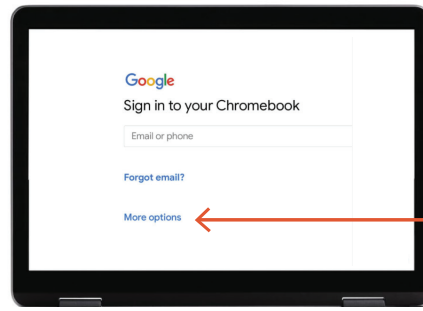 Google
Sign in to your Chromebook
Email or phone
Forgot email?
More options